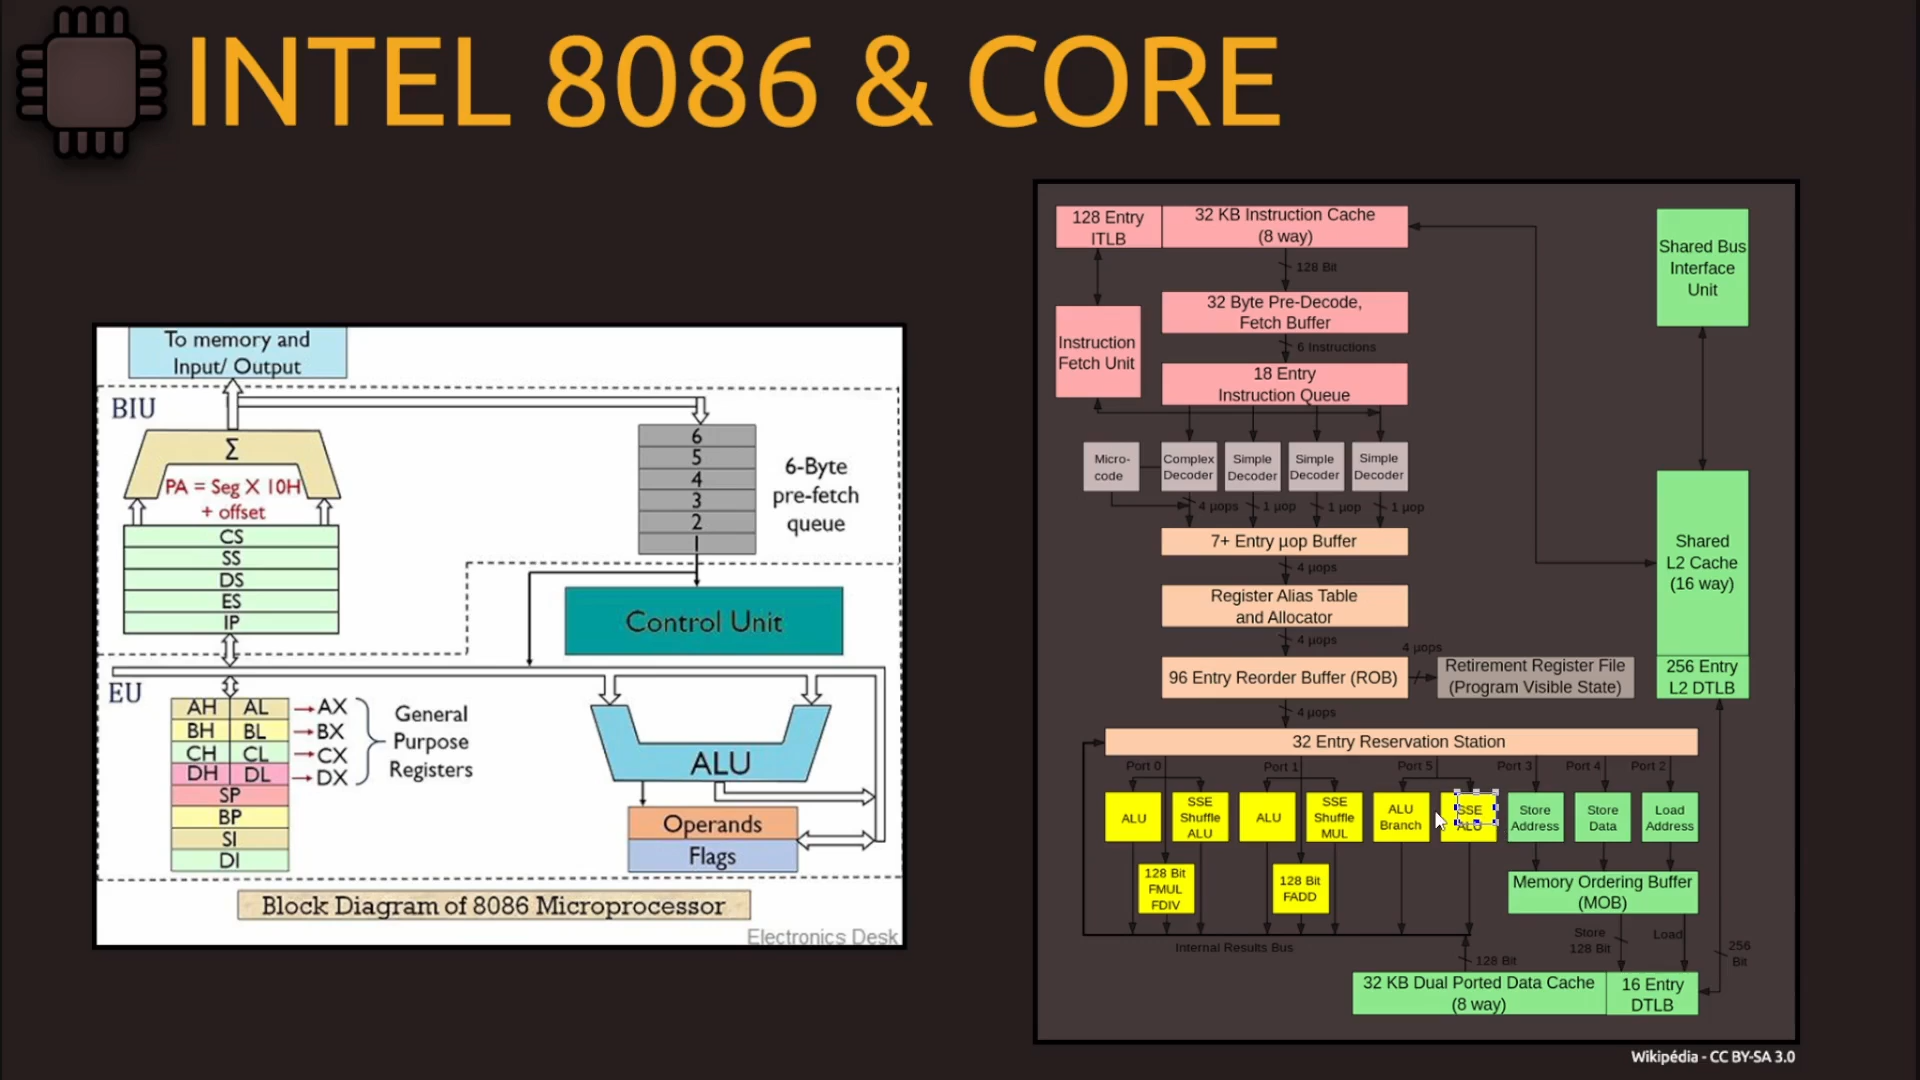 INTEL 8086 & CORE
To memory and
Input/ Output
BIU
Σ
PA = Seg X 10H
+ offset
CS
SS
DS
ES
IP
6
5
4
3
2
1
6-Byte
pre-fetch
queue
Control Unit
EU
AH AL AX
BH BL BX
CH CL CX
DH DL DX
SP
BP
SI
DI
General
Purpose
Registers
ALU
Operands
Flags
Block Diagram of 8086 Microprocessor
Electronics Desk
128 Entry
ITLB
32 KB Instruction Cache
(8 way)
128 Bit
32 Byte Pre-Decode,
Fetch Buffer
Instruction
Fetch Unit
6 Instructions
18 Entry
Instruction Queue
Micro-
code
Complex
Decoder
Simple
Decoder
Simple
Decoder
Simple
Decoder
4 µops
1 µop
1 µop
1 µop
7+ Entry µop Buffer
4 µops
Register Alias Table
and Allocator
4 µops
96 Entry Reorder Buffer (ROB)
4 µops
Retirement Register File
(Program Visible State)
4 µops
32 Entry Reservation Station
Port 0
Port 1
Port 5
Port 3
Port 4
Port 2
ALU
SSE
Shuffle
ALU
ALU
SSE
Shuffle
MUL
ALU
Branch
SSE
ALU
Store
Address
Store
Data
Load
Address
128 Bit
FMUL
FDIV
128 Bit
FADD
Memory Ordering Buffer
(MOB)
Internal Results Bus
128 Bit
Store
128 Bit
Load
256
Bit
32 KB Dual Ported Data Cache
(8 way)
16 Entry
DTLB
Shared Bus
Interface
Unit
Shared
L2 Cache
(16 way)
256 Entry
L2 DTLB
Wikipédia - CC BY-SA 3.0